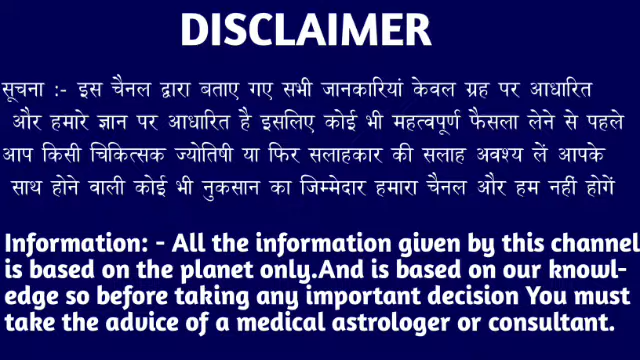 DISCLAIMER
सूचना :- इस चैनल द्वारा बताए गए सभी जानकारियां केवल ग्रह पर आधारित
और हमारे ज्ञान पर आधारित है इसलिए कोई भी महत्वपूर्ण फैसला लेने से पहले
आप किसी चिकित्सक ज्योतिषी या फिर सलाहकार की सलाह अवश्य लें आपके
साथ होने वाली कोई भी नुकसान का जिम्मेदार हमारा चैनल और हम नहीं होगें
Information: - All the information given by this channel
is based on the planet only.And is based on our knowl-
edge so before taking any important decision You must
take the advice of a medical astrologer or consultant.